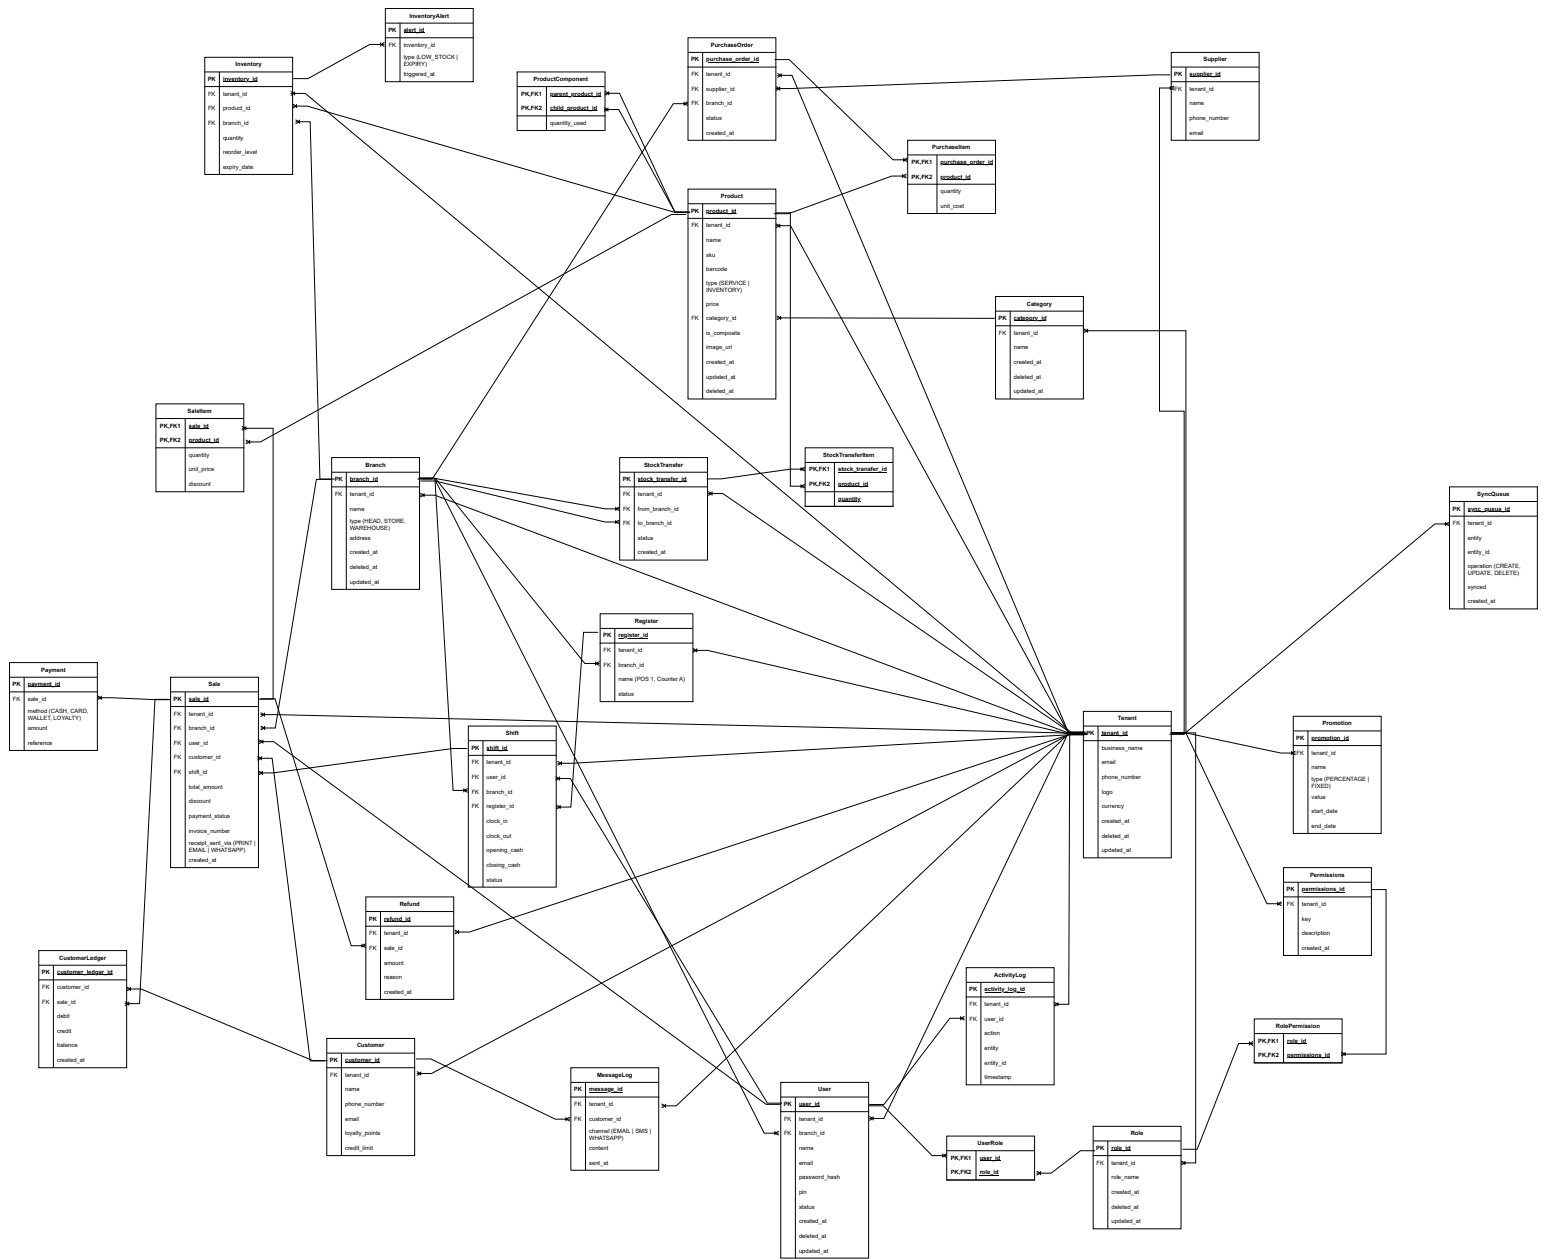 InventoryAlert
PK alert_id
FK inventory_id
type (LOW_STOCK |
EXPIRY)
triggered_at
Inventory
PK inventory_id
FK tenant_id
FK product_id
FK branch_id
quantity
reorder_level
expiry_date
ProductComponent
PK,FK1 parent_product_id
PK,FK2 child_product_id
quantity_used
PurchaseOrder
PK purchase_order_id
FK tenant_id
FK supplier_id
FK branch_id
status
created_at
Supplier
PK supplier_id
FK tenant_id
name
phone_number
email
PurchaseItem
PK,FK1 purchase_order_id
PK,FK2 product_id
quantity
unit_cost
Product
PK product_id
FK tenant_id
name
sku
barcode
type (SERVICE |
INVENTORY)
price
FK category_id
is_composite
image_url
created_at
updated_at
deleted_at
Category
PK category_id
FK tenant_id
name
created_at
deleted_at
updated_at
SaleItem
PK,FK1 sale_id
PK,FK2 product_id
quantity
unit_price
discount
Branch
PK branch_id
FK tenant_id
name
type (HEAD, STORE,
WAREHOUSE)
address
created_at
deleted_at
updated_at
StockTransfer
PK stock_transfer_id
FK tenant_id
FK from_branch_id
FK to_branch_id
status
created_at
StockTransferItem
PK,FK1 stock_transfer_id
PK,FK2 product_id
quantity
SyncQueue
PK sync_queue_id
FK tenant_id
entity
entity_id
operation (CREATE,
UPDATE, DELETE)
synced
created_at
Register
PK register_id
FK tenant_id
FK branch_id
name (POS 1, Counter A)
status
Payment
PK payment_id
FK sale_id
method (CASH, CARD,
WALLET, LOYALTY)
amount
reference
Sale
PK sale_id
FK tenant_id
FK branch_id
FK user_id
FK customer_id
FK shift_id
total_amount
discount
payment_status
invoice_number
receipt_sent_via (PRINT |
EMAIL | WHATSAPP)
created_at
Shift
PK shift_id
FK tenant_id
FK user_id
FK branch_id
FK register_id
clock_in
clock_out
opening_cash
closing_cash
status
Tenant
PK tenant_id
business_name
email
phone_number
logo
currency
created_at
deleted_at
updated_at
Promotion
PK promotion_id
FK tenant_id
name
type (PERCENTAGE |
FIXED)
value
start_date
end_date
Permissions
PK permissions_id
FK tenant_id
key
description
created_at
Refund
PK refund_id
FK tenant_id
FK sale_id
amount
reason
created_at
CustomerLedger
PK customer_ledger_id
FK customer_id
FK sale_id
debit
credit
balance
created_at
ActivityLog
PK activity_log_id
FK tenant_id
FK user_id
action
entity
entity_id
timestamp
RolePermission
PK,FK1 role_id
PK,FK2 permissions_id
Customer
PK customer_id
FK tenant_id
name
phone_number
email
loyalty_points
credit_limit
MessageLog
PK message_id
FK tenant_id
FK customer_id
channel (EMAIL | SMS |
WHATSAPP)
content
sent_at
User
PK user_id
FK tenant_id
FK branch_id
name
email
password_hash
pin
status
created_at
deleted_at
updated_at
UserRole
PK,FK1 user_id
PK,FK2 role_id
Role
PK role_id
FK tenant_id
role_name
created_at
deleted_at
updated_at